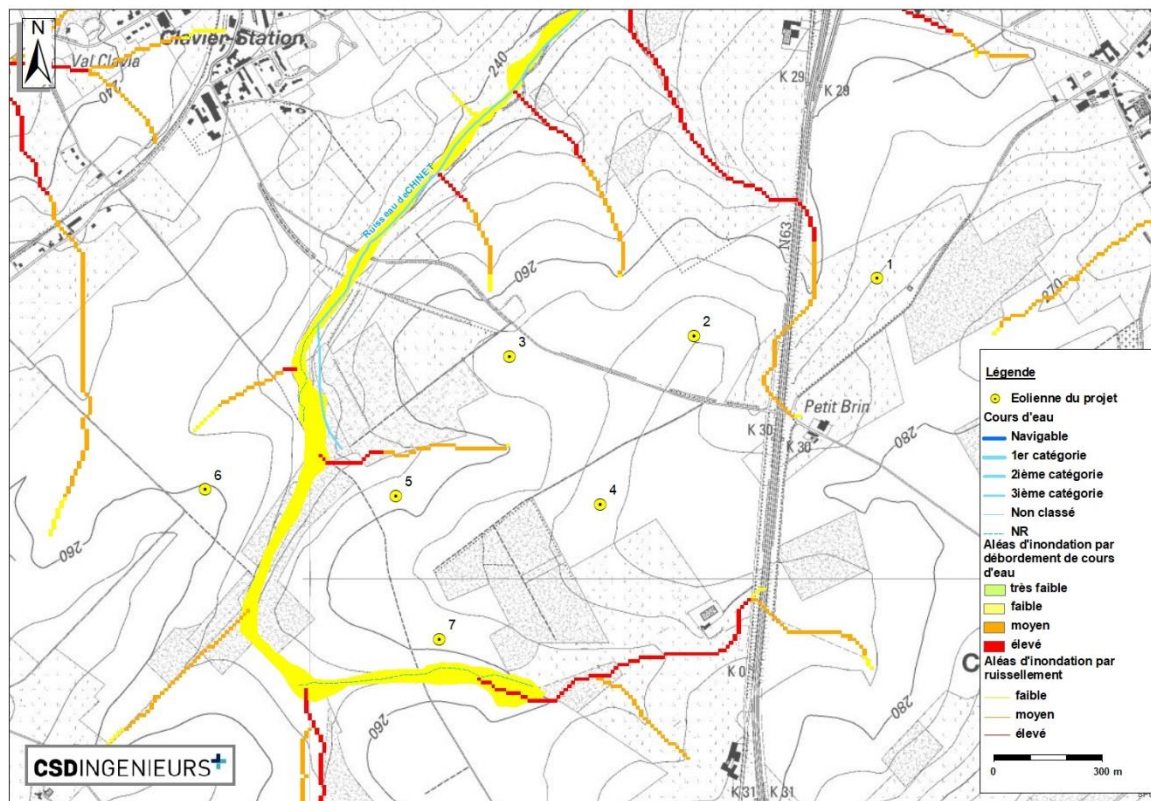 N
Clavier-Station
Val Clavia
240
240
K 29
K 29
Ruisseau deCHINET
N63
260
270
1
2
3
Petit Brin
K 30
K 30
280
6
5
4
260
7
K 0
260
280
C
K 31
K 31
Légende
Eolienne du projet
Cours d'eau
Navigable
1er catégorie
2ième catégorie
3ième catégorie
Non classé
NR
Aléas d'inondation par
débordement de cours
d'eau
très faible
faible
moyen
élevé
Aléas d'inondation par
ruissellement
faible
moyen
élevé
0 300 m
CSDINGENIEURS+